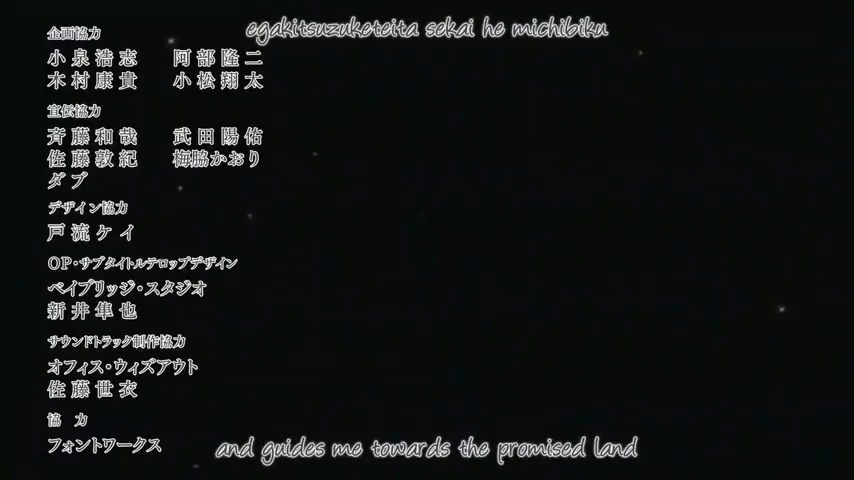 egakitsuzuketeita sekai he michibiku
企画協力
小泉浩志 阿部隆二
木村康貴 小松翔太
宣伝協力
斉藤和哉 武田陽佑
佐藤敦紀 梅脇かおり
ダブ
デザイン協力
戸流ケイ
OP・サブタイトルテロップデザイン
ベイブリッジ・スタジオ
新井隼也
サウンドトラック制作協力
オフィス・ウィズアウト
佐藤世衣
協 力
フォントワークス
and guides me towards the promised land